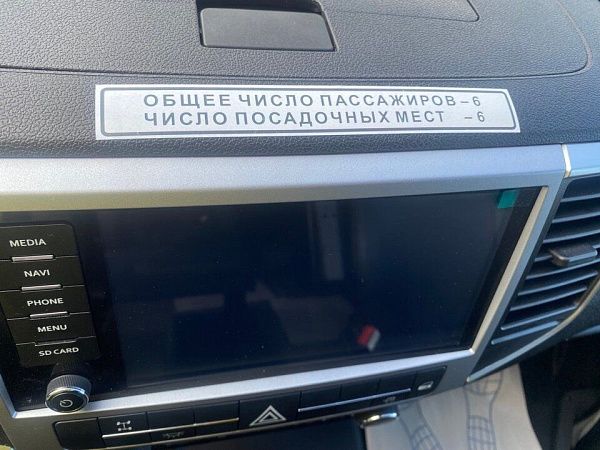 ОБЩЕЕ ЧИСЛО ПАССАЖИРОВ – 6
ЧИСЛО ПОСАДОЧНЫХ МЕСТ – 6
MEDIA
NAVI
PHONE
MENU
SD CARD